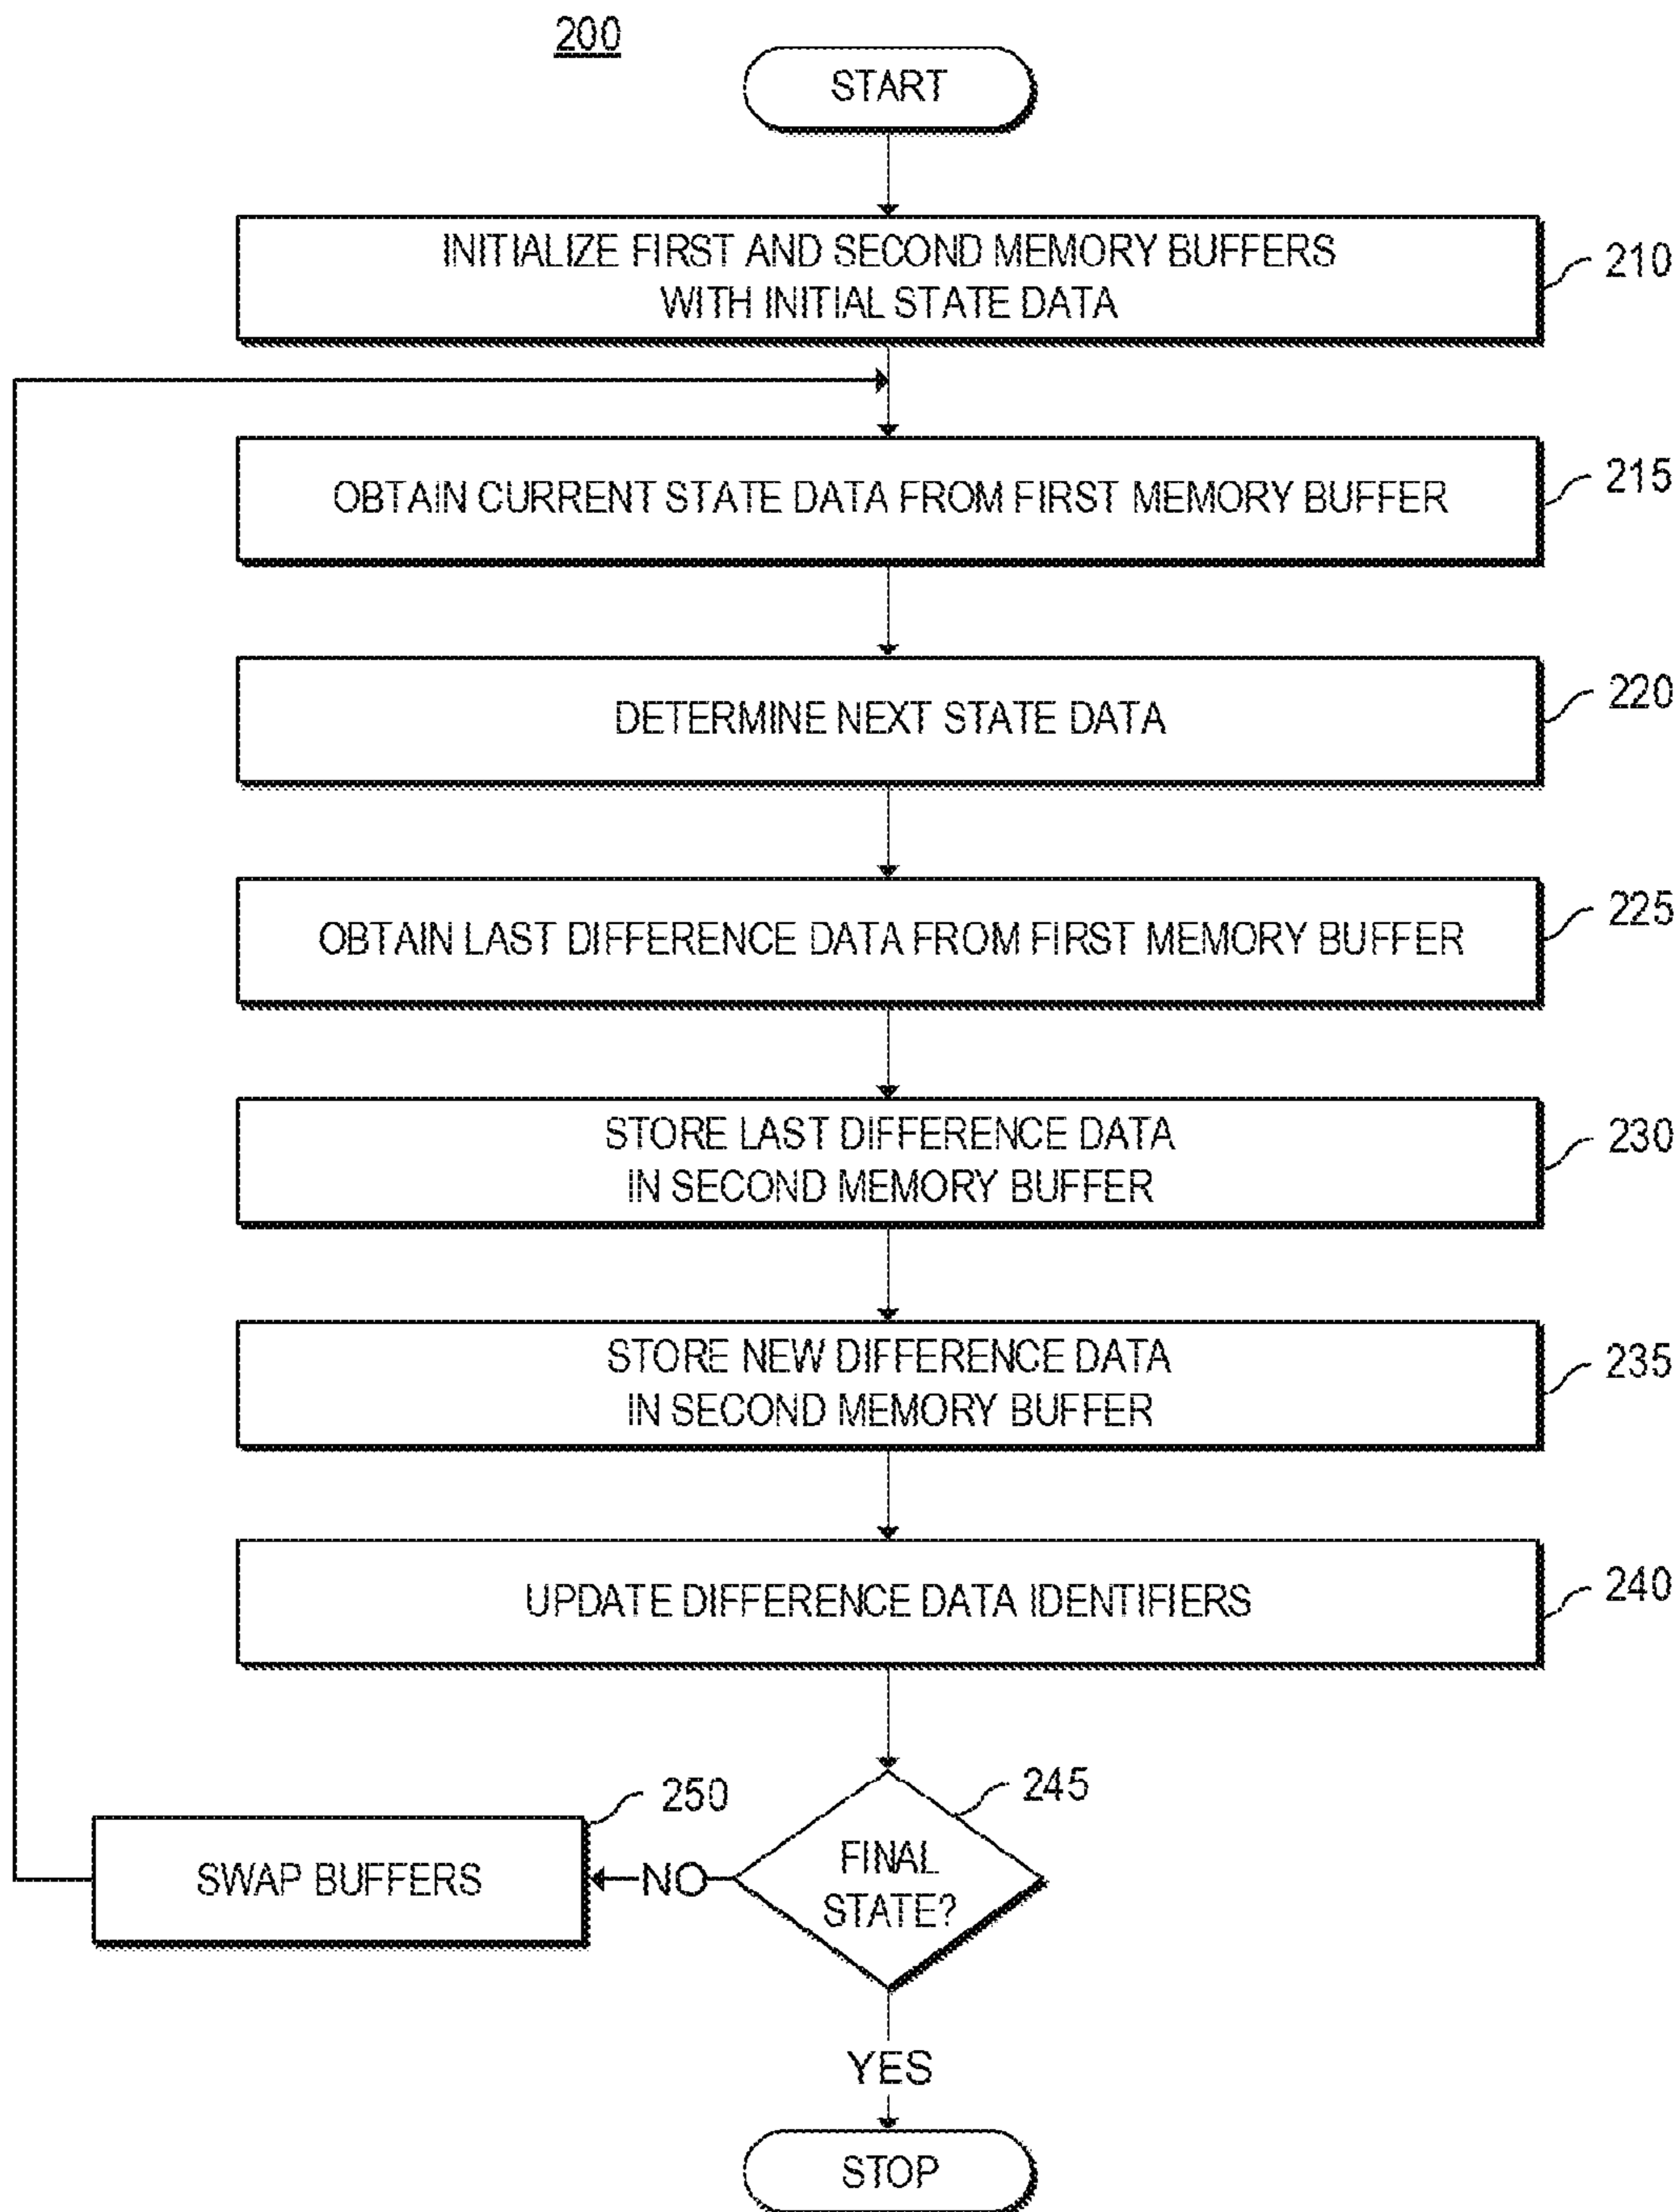 200
START
INITIALIZE FIRST AND SECOND MEMORY BUFFERS
WITH INITIAL STATE DATA
210
OBTAIN CURRENT STATE DATA FROM FIRST MEMORY BUFFER
215
DETERMINE NEXT STATE DATA
220
OBTAIN LAST DIFFERENCE DATA FROM FIRST MEMORY BUFFER
225
STORE LAST DIFFERENCE DATA
IN SECOND MEMORY BUFFER
230
STORE NEW DIFFERENCE DATA
IN SECOND MEMORY BUFFER
235
UPDATE DIFFERENCE DATA IDENTIFIERS
240
245
FINAL
STATE?
NO
250
SWAP BUFFERS
YES
STOP